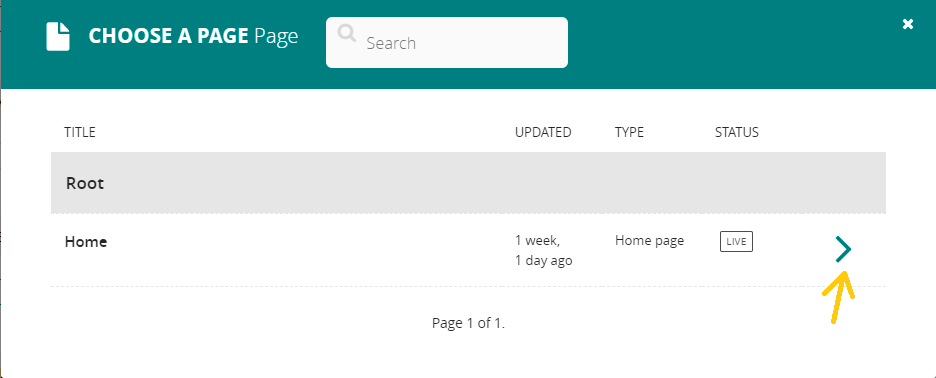 CHOOSE A PAGE Page
Search
TITLE UPDATED TYPE STATUS
Root
Home 1 week, Home page LIVE
1 day ago
Page 1 of 1.